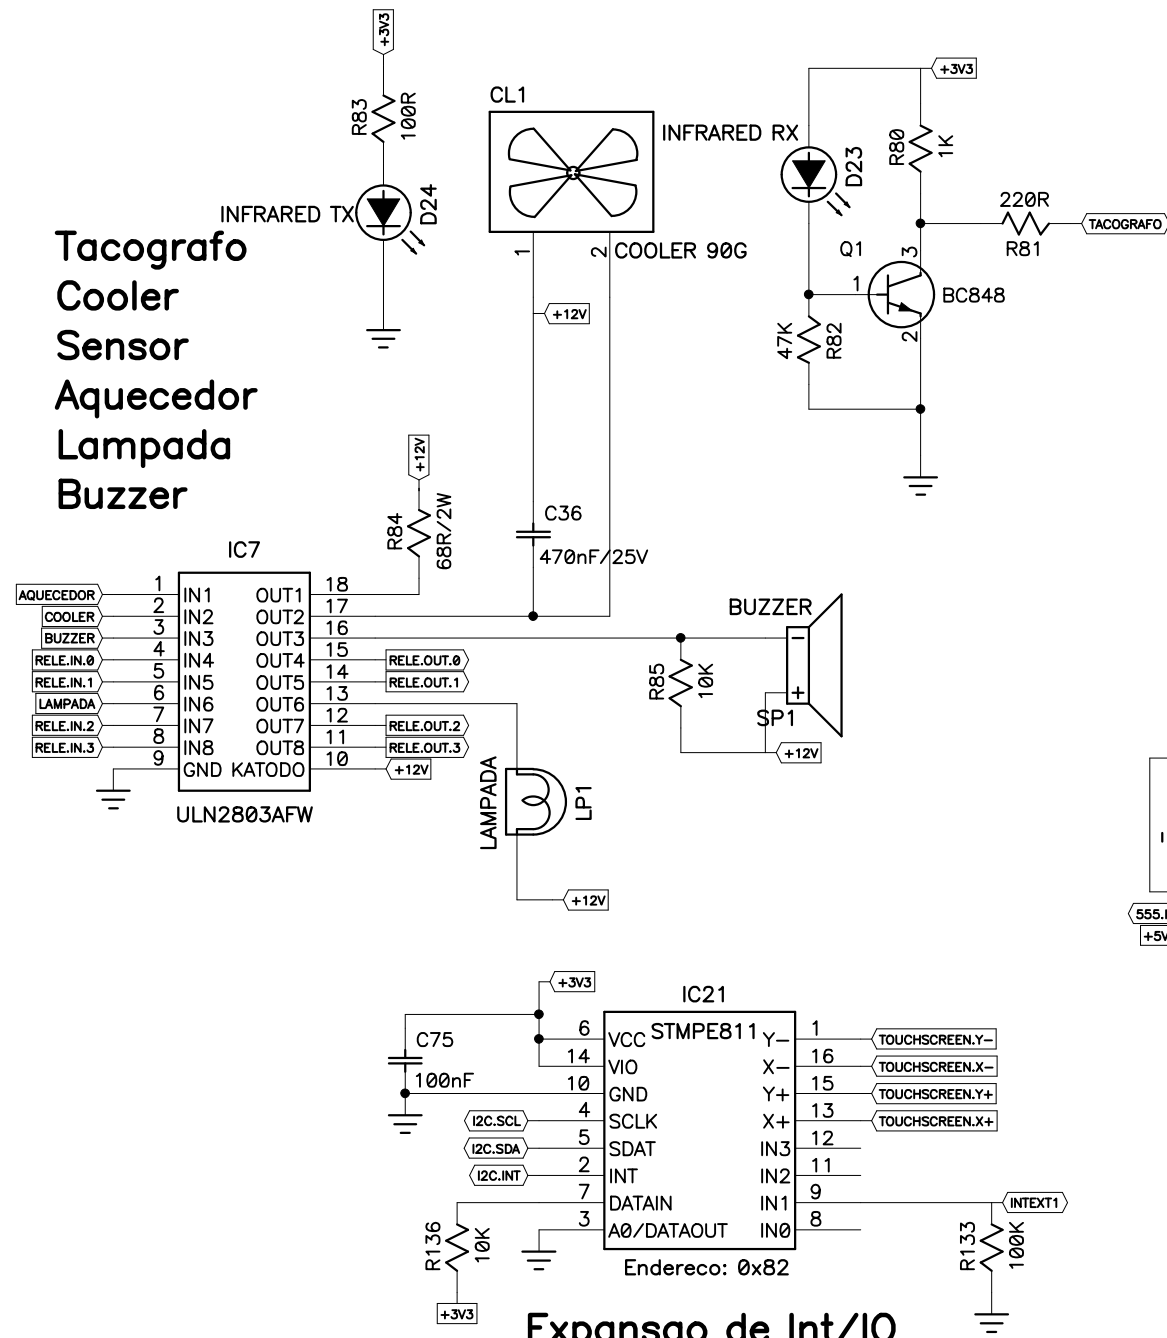 +3V3
R83
100R
INFRARED TX
D24
CL1
1
2
COOLER 90G
+12V
INFRARED RX
D23
+3V3
R80
1K
220R
R81
TACOGRAFO
Q1
1
3
2
BC848
47K
R82
Tacografo
Cooler
Sensor
Aquecedor
Lampada
Buzzer
+12V
R84
68R/2W
C36
470nF/25V
IC7
AQUECEDOR 1 IN1 OUT1 18
COOLER 2 IN2 OUT2 17
BUZZER 3 IN3 OUT3 16
RELE.IN.0 4 IN4 OUT4 15 RELE.OUT.0
RELE.IN.1 5 IN5 OUT5 14 RELE.OUT.1
LAMPADA 6 IN6 OUT6 13
RELE.IN.2 7 IN7 OUT7 12 RELE.OUT.2
RELE.IN.3 8 IN8 OUT8 11 RELE.OUT.3
9 GND KATODO 10 +12V
ULN2803AFW
BUZZER
R85
10K
-
+
SP1
+12V
LAMPADA
LP1
+12V
+5V
+3V3
IC21
C75
100nF
STMPE811
6 VCC Y- 1 TOUCHSCREEN.Y-
14 VIO X- 16 TOUCHSCREEN.X-
10 GND Y+ 15 TOUCHSCREEN.Y+
I2C.SCL 4 SCLK X+ 13 TOUCHSCREEN.X+
I2C.SDA 5 SDAT IN3 12
I2C.INT 2 INT IN2 11
7 DATAIN IN1 9 INTEXT1
3 A0/DATAOUT IN0 8
R136
10K
+3V3
R133
100K
Endereco: 0x82
Expansao de Int/IO